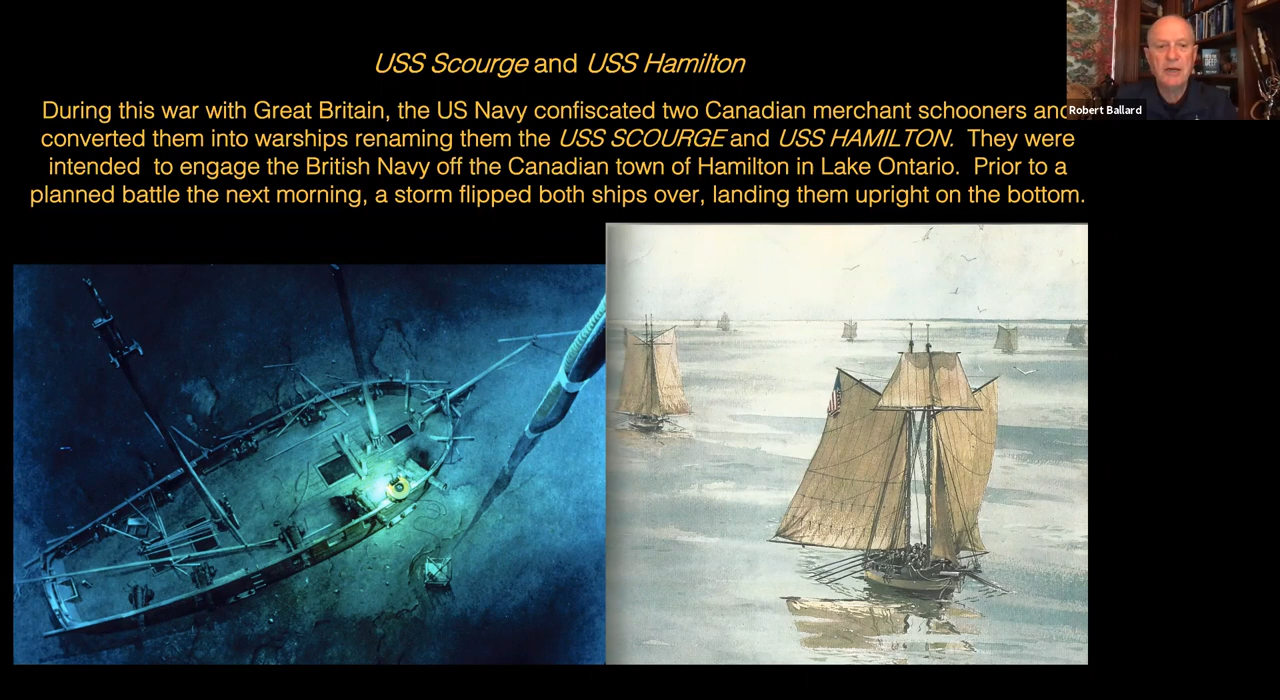 USS Scourge and USS Hamilton
During this war with Great Britain, the US Navy confiscated two Canadian merchant schooners and
converted them into warships renaming them the USS SCOURGE and USS HAMILTON. They were
intended to engage the British Navy off the Canadian town of Hamilton in Lake Ontario. Prior to a
planned battle the next morning, a storm flipped both ships over, landing them upright on the bottom.
Robert Ballard